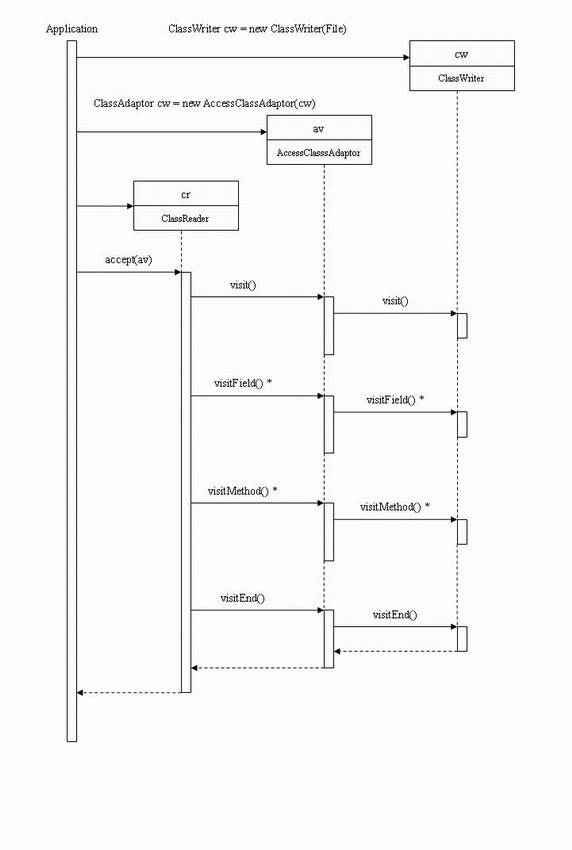 Application
ClassWriter cw = new ClassWriter(File)
cw
ClassWriter
ClassAdaptor cw = new AccessClassAdaptor(cw)
av
AccessClasssAdaptor
cr
ClassReader
accept(av)
visit()
visit()
visitField() *
visitField() *
visitMethod() *
visitMethod() *
visitEnd()
visitEnd()